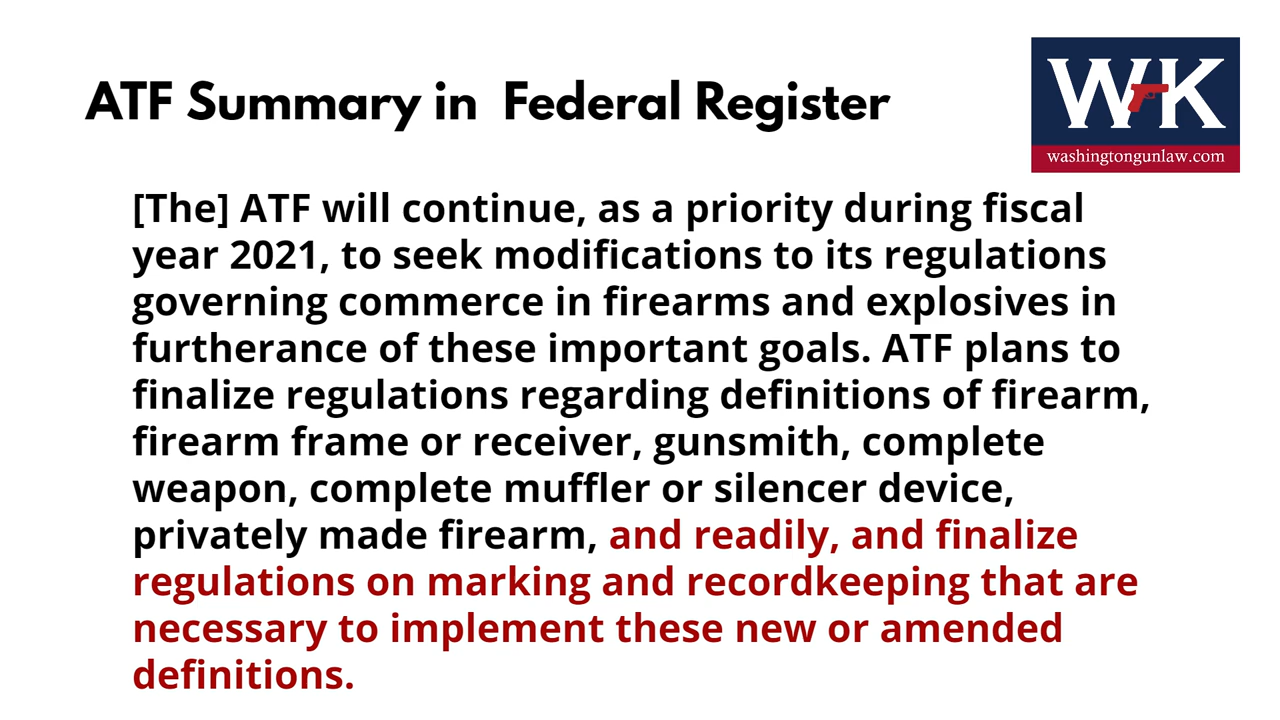 ATF Summary in Federal Register
WK
washingtongunlaw.com
[The] ATF will continue, as a priority during fiscal
year 2021, to seek modifications to its regulations
governing commerce in firearms and explosives in
furtherance of these important goals. ATF plans to
finalize regulations regarding definitions of firearm,
firearm frame or receiver, gunsmith, complete
weapon, complete muffler or silencer device,
privately made firearm, and readily, and finalize
regulations on marking and recordkeeping that are
necessary to implement these new or amended
definitions.